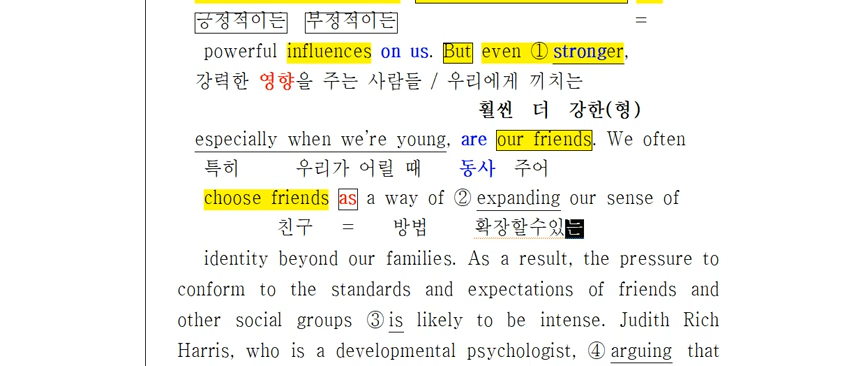 긍정적이든 부정적이든 =
powerful influences on us. But even ① stronger,
강력한 영향을 주는 사람들 / 우리에게 끼치는
훨씬 더 강한(형)
especially when we're young, are our friends. We often
특히 우리가 어릴 때 동사 주어
choose friends as a way of ② expanding our sense of
친구 = 방법 확장할수있는
identity beyond our families. As a result, the pressure to
conform to the standards and expectations of friends and
other social groups ③ is likely to be intense. Judith Rich
Harris, who is a developmental psychologist, ④ arguing that